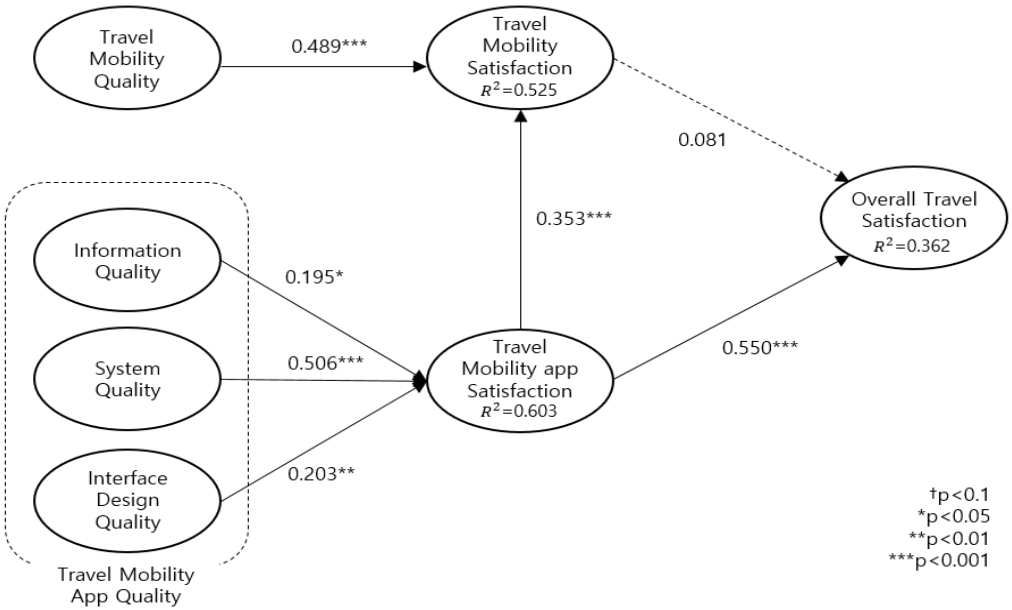 Travel
Mobility
Quality
0.489***
Travel
Mobility
Satisfaction
R²=0.525
0.081
Overall Travel
Satisfaction
R²=0.362
0.353***
Information
Quality
0.195*
System
Quality
0.506***
Travel
Mobility app
Satisfaction
R²=0.603
0.550***
Interface
Design
Quality
0.203**
Travel Mobility
App Quality
†p<0.1
*p<0.05
**p<0.01
***p<0.001